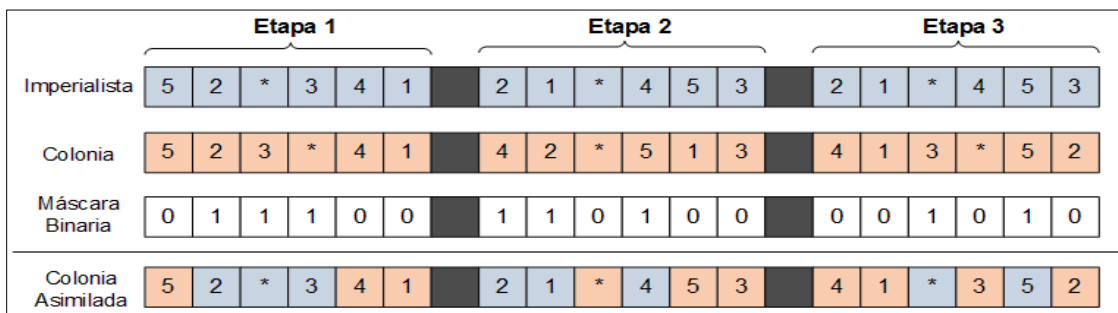 Etapa 1 Etapa 2 Etapa 3
Imperialista 5 2 * 3 4 1 2 1 * 4 5 3 2 1 * 4 5 3
Colonia 5 2 3 * 4 1 4 2 * 5 1 3 4 1 3 * 5 2
Máscara
Binaria 0 1 1 1 0 0 1 1 0 1 0 0 0 0 1 0 1 0
Colonia
Asimilada 5 2 * 3 4 1 2 1 * 4 5 3 4 1 * 3 5 2